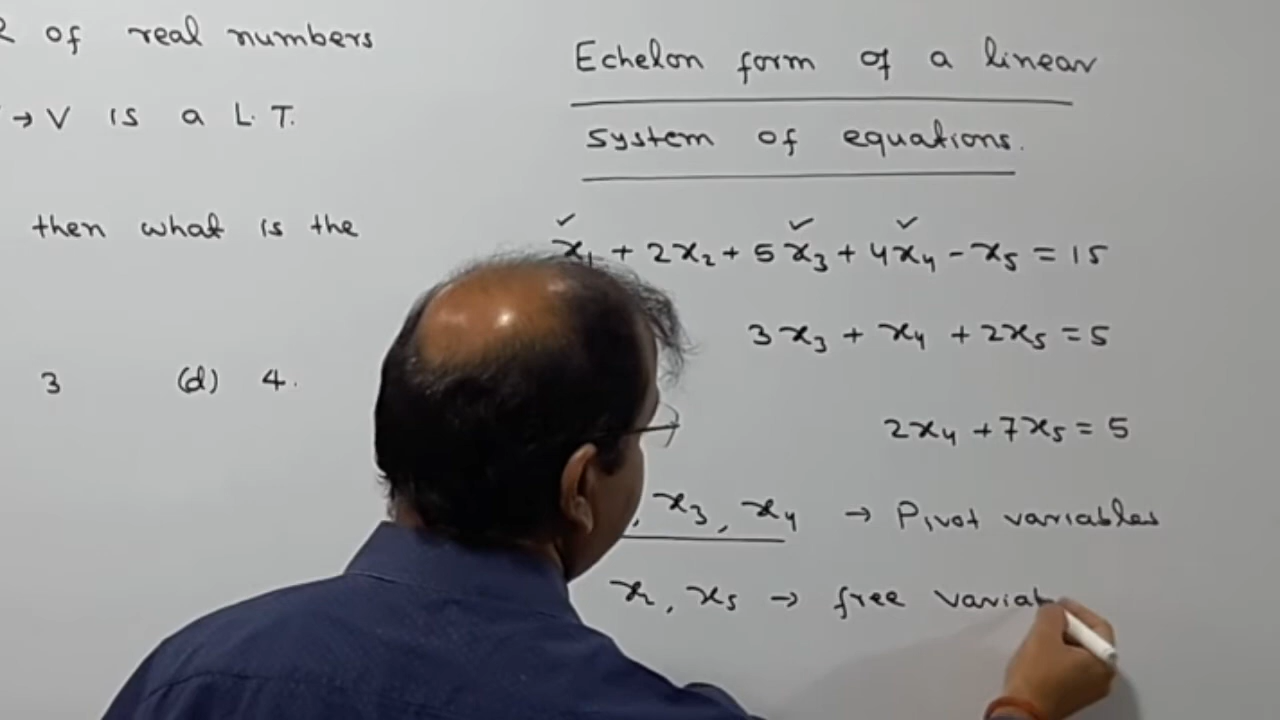 of real numbers
→ V is a L.T.
then what is the
3 (d) 4.
Echelon form of a linear
system of equations.
x₁ + 2x₂ + 5x₃ + 4x₄ - x₅ = 15
3x₃ + x₄ + 2x₅ = 5
2x₄ + 7x₅ = 5
, x₃, x₄ → Pivot variables
x₂, x₅ → free variab